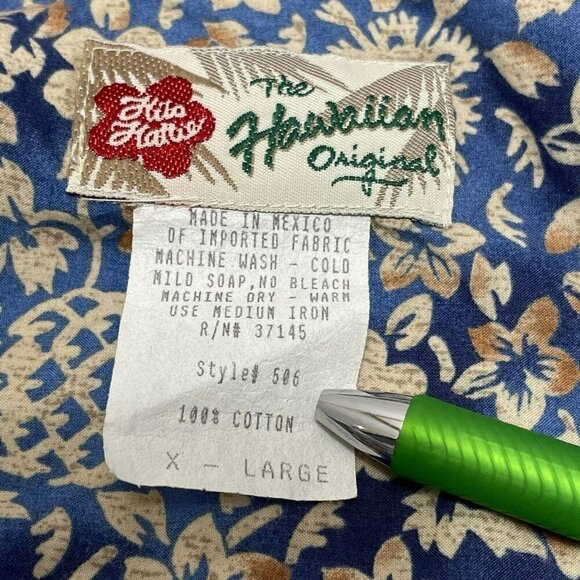 Hilo
Hattie
The
Hawaiian
Original
MADE IN MEXICO
OF IMPORTED FABRIC
MACHINE WASH - COLD
MILD SOAP, NO BLEACH
MACHINE DRY - WARM
USE MEDIUM IRON
R/N# 37145
Style# 506
100% COTTON
X - LARGE